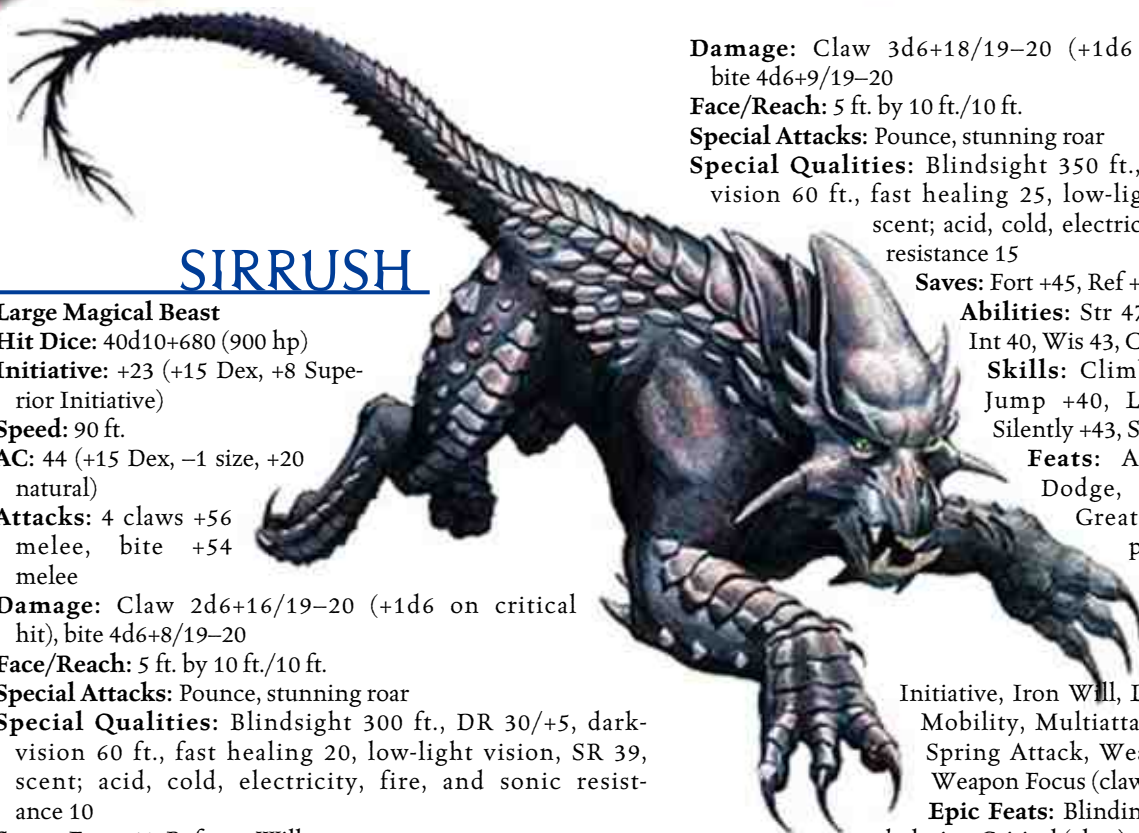 SIRRUSH
Large Magical Beast
Hit Dice: 40d10+680 (900 hp)
Initiative: +23 (+15 Dex, +8 Supe-
rior Initiative)
Speed: 90 ft.
AC: 44 (+15 Dex, –1 size, +20
natural)
Attacks: 4 claws +56
melee, bite +54
melee
Damage: Claw 2d6+16/19–20 (+1d6 on critical
hit), bite 4d6+8/19–20
Face/Reach: 5 ft. by 10 ft./10 ft.
Special Attacks: Pounce, stunning roar
Special Qualities: Blindsight 300 ft., DR 30/+5, dark-
vision 60 ft., fast healing 20, low-light vision, SR 39,
scent; acid, cold, electricity, fire, and sonic resist-
ance 10
Damage: Claw 3d6+18/19–20 (+1d6
bite 4d6+9/19–20
Face/Reach: 5 ft. by 10 ft./10 ft.
Special Attacks: Pounce, stunning roar
Special Qualities: Blindsight 350 ft.,
vision 60 ft., fast healing 25, low-lig
scent; acid, cold, electric
resistance 15
Saves: Fort +45, Ref +
Abilities: Str 47
Int 40, Wis 43, C
Skills: Climb
Jump +40, L
Silently +43, S
Feats: A
Dodge,
Great
p
Initiative, Iron Will, I
Mobility, Multiatta
Spring Attack, Wea
Weapon Focus (claw
Epic Feats: Blindin